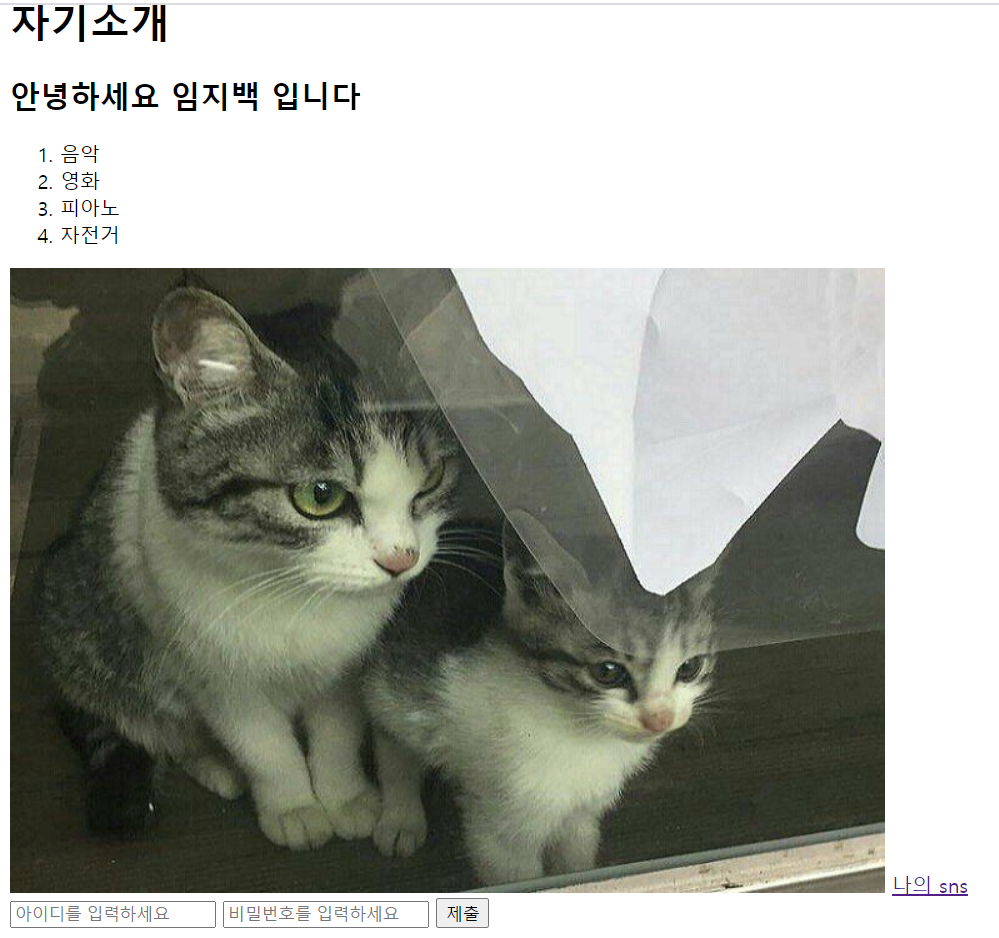 자기소개
안녕하세요 임지백 입니다
1. 음악
2. 영화
3. 피아노
4. 자전거
나의 sns
아이디를 입력하세요 비밀번호를 입력하세요 제출